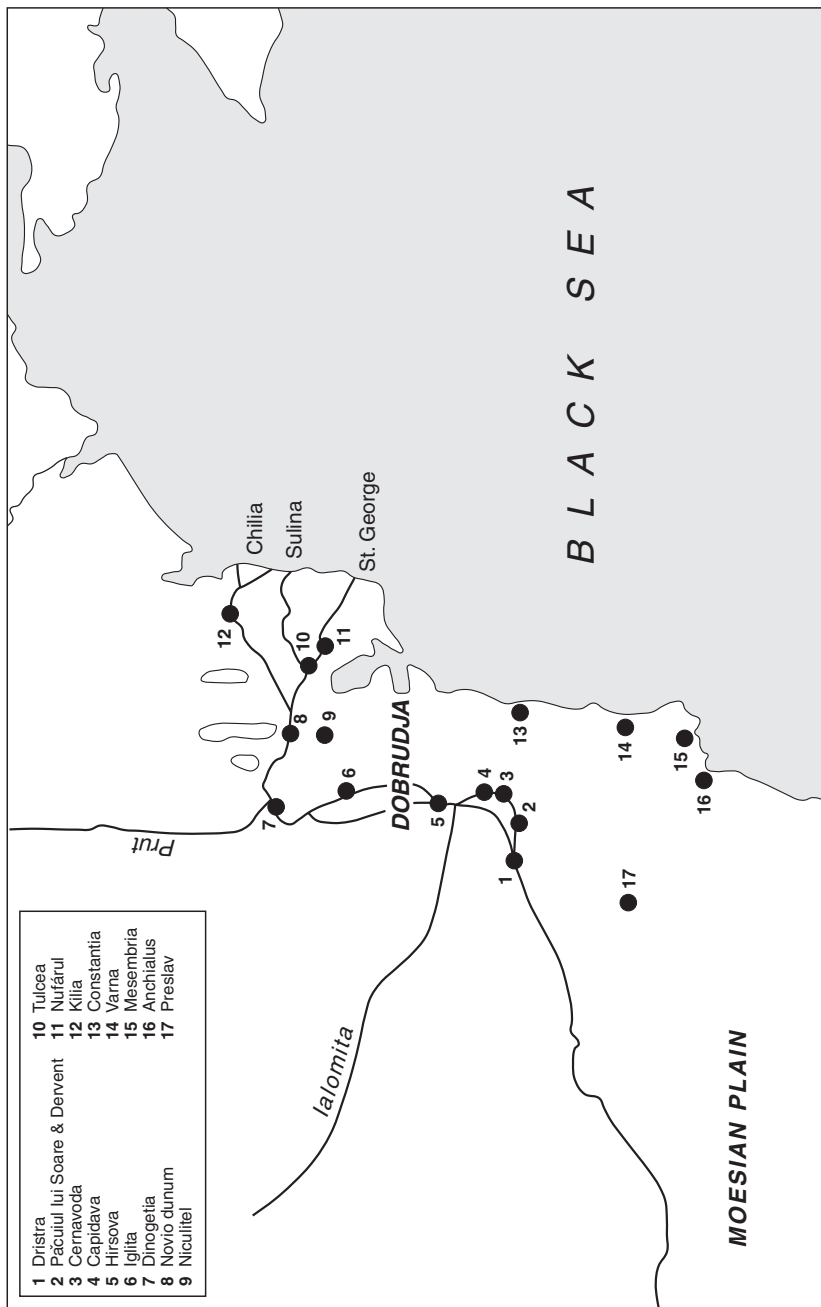 1 Dristra
2 Păcuiul lui Soare & Dervent
3 Cernavoda
4 Capidava
5 Hirsova
6 Iglita
7 Dinogetia
8 Novio dunum
9 Niculitel
10 Tulcea
11 Nufárul
12 Kilia
13 Constantia
14 Varna
15 Mesembria
16 Anchialus
17 Preslav
Prut
Ialomita
Chilia
Sulina
St. George
DOBRUDJA
BLACK SEA
MOESIAN PLAIN
12
10
11
8
9
7
6
5
4
3
2
1
13
14
15
16
17